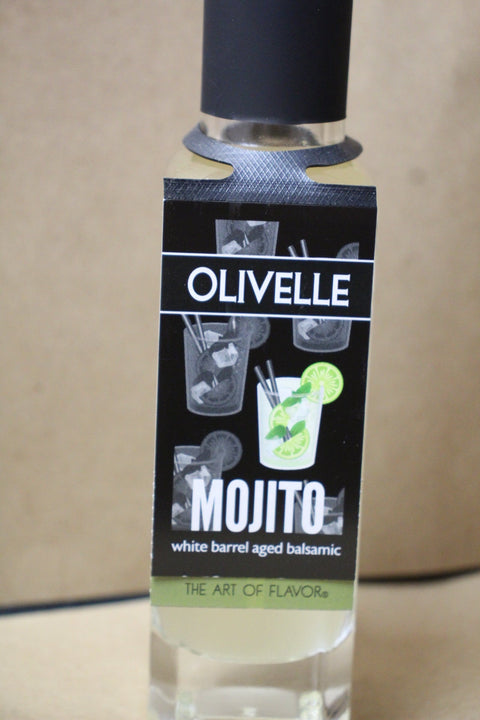 OLIVELLE
MOJITO
white barrel aged balsamic
THE ART OF FLAVOR®